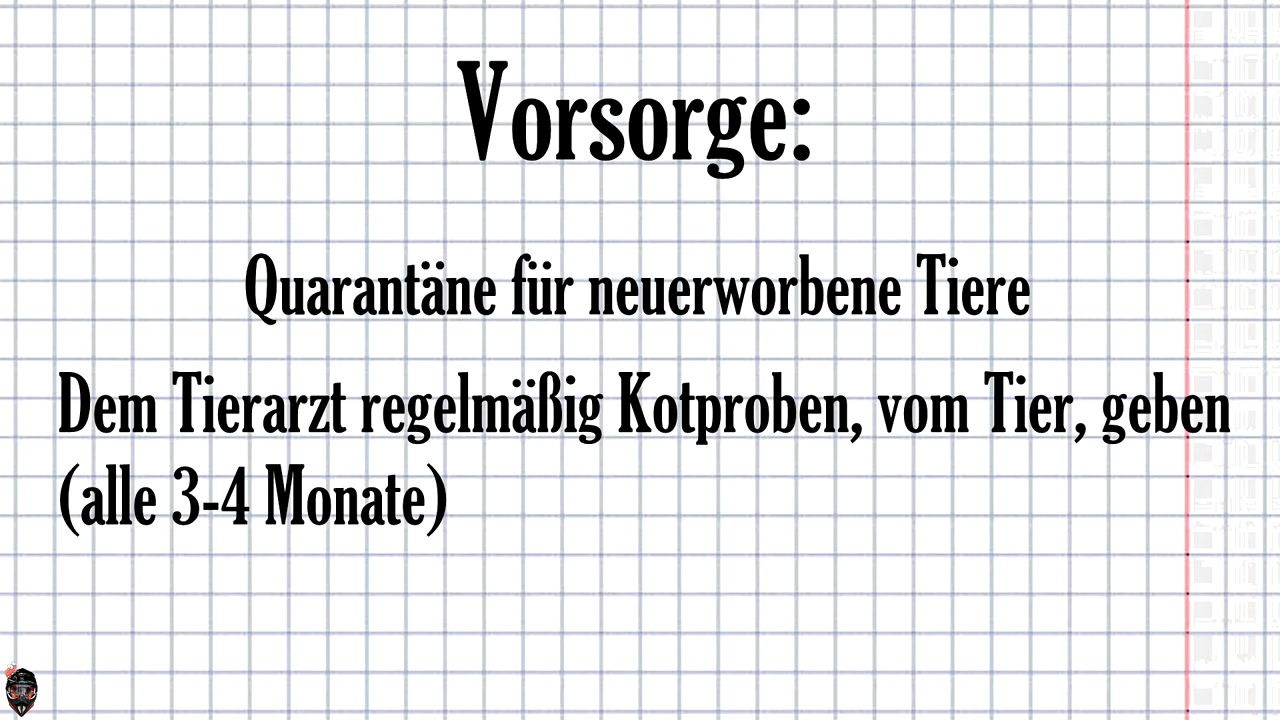 Vorsorge:
Quarantäne für neuerworbene Tiere
Dem Tierarzt regelmäßig Kotproben, vom Tier, geben
(alle 3-4 Monate)